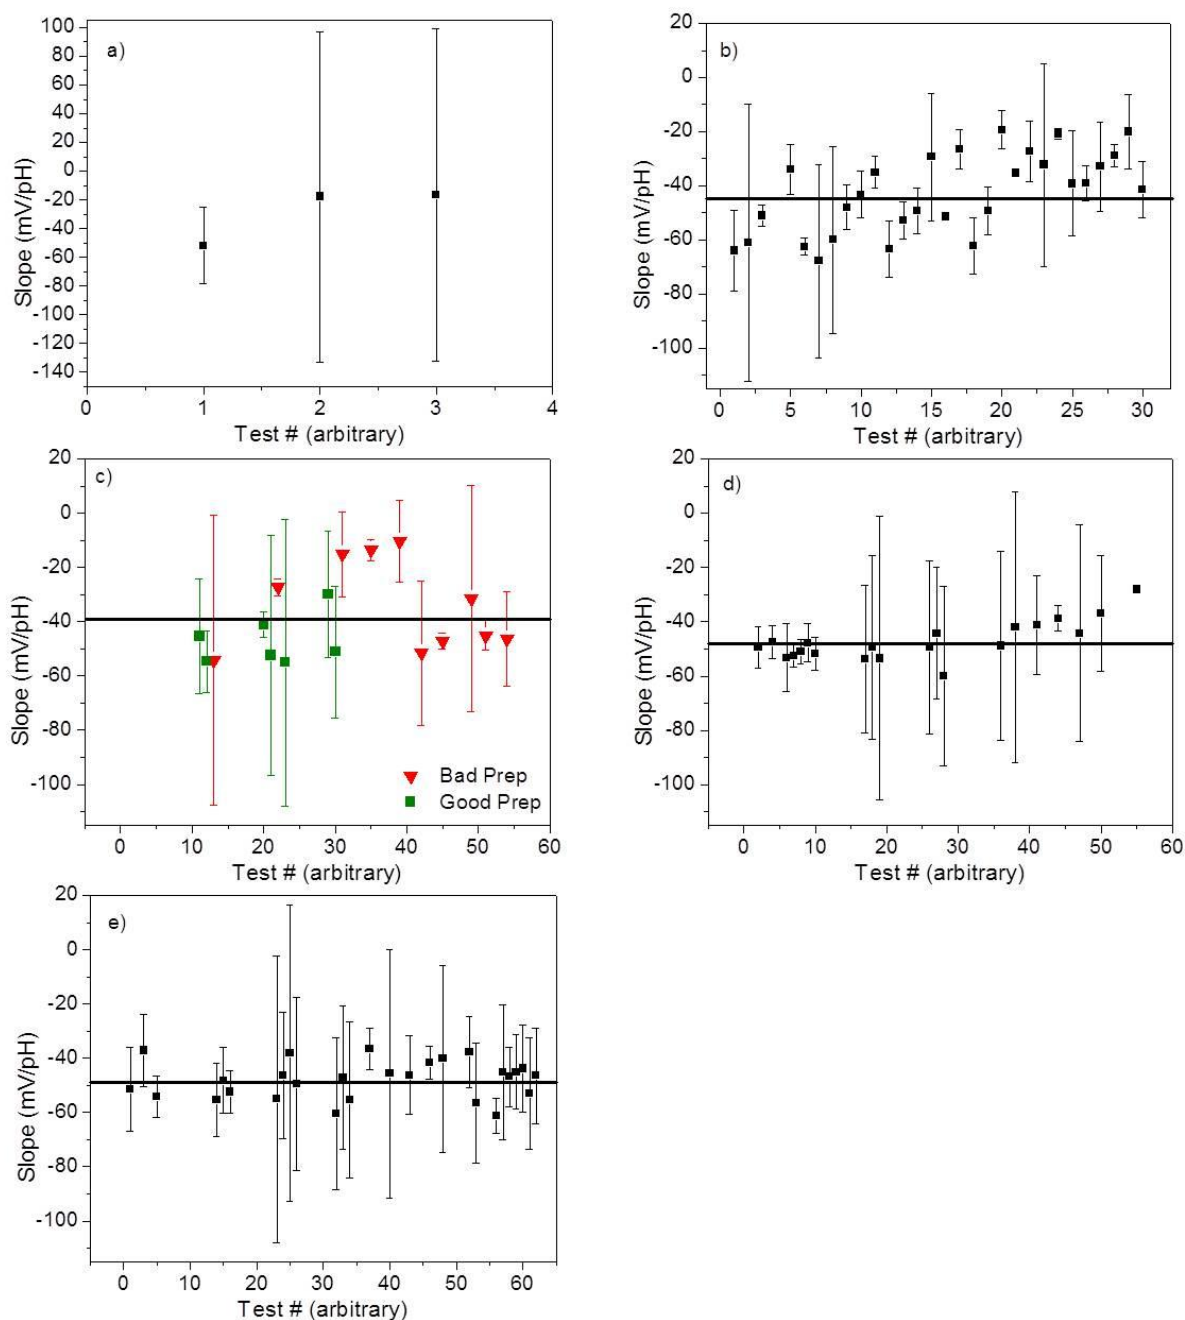 a)
100
80
60
40
20
0
-20
-40
-60
-80
-100
-120
-140
Slope (mV/pH)
0 1 2 3 4
Test # (arbitrary)
b)
20
0
-20
-40
-60
-80
-100
Slope (mV/pH)
0 5 10 15 20 25 30
Test # (arbitrary)
c)
20
0
-20
-40
-60
-80
-100
Slope (mV/pH)
Bad Prep
Good Prep
0 10 20 30 40 50 60
Test # (arbitrary)
d)
20
0
-20
-40
-60
-80
-100
Slope (mV/pH)
0 10 20 30 40 50 60
Test # (arbitrary)
e)
20
0
-20
-40
-60
-80
-100
Slope (mV/pH)
0 10 20 30 40 50 60
Test # (arbitrary)